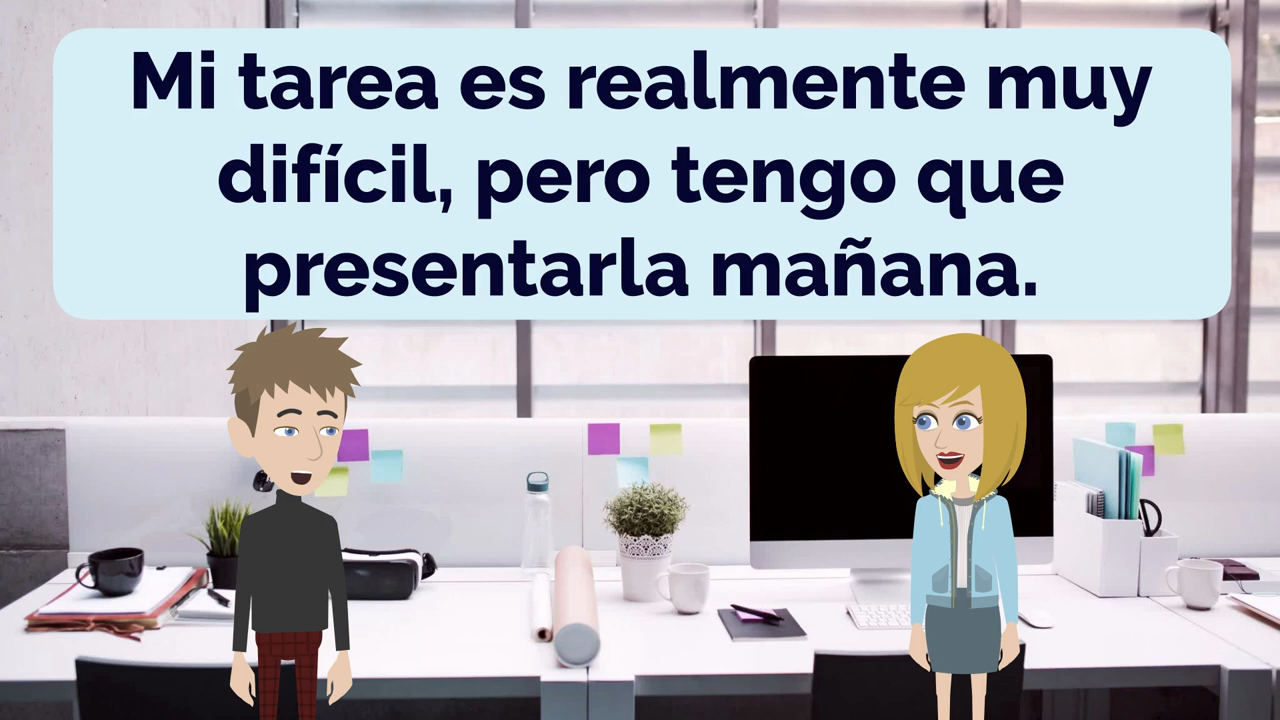 Mi tarea es realmente muy
difícil, pero tengo que
presentarla mañana.